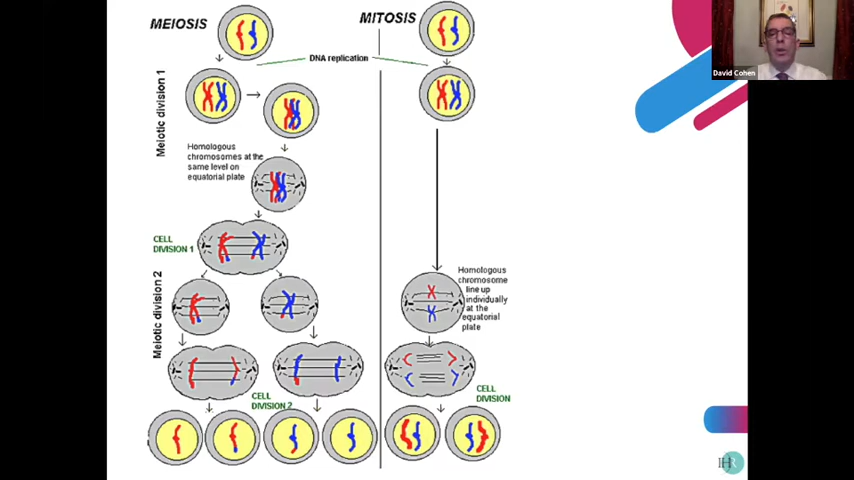 MEIOSIS
MITOSIS
DNA replication
Meiotic division 1
Homologous
chromosomes at the
same level on
equatorial plate
CELL
DIVISION 1
Meiotic division 2
Homologous
chromosome
line up
individually
at the
equatorial
plate
CELL
DIVISION 2
CELL
DIVISION
David Cohen
IHR